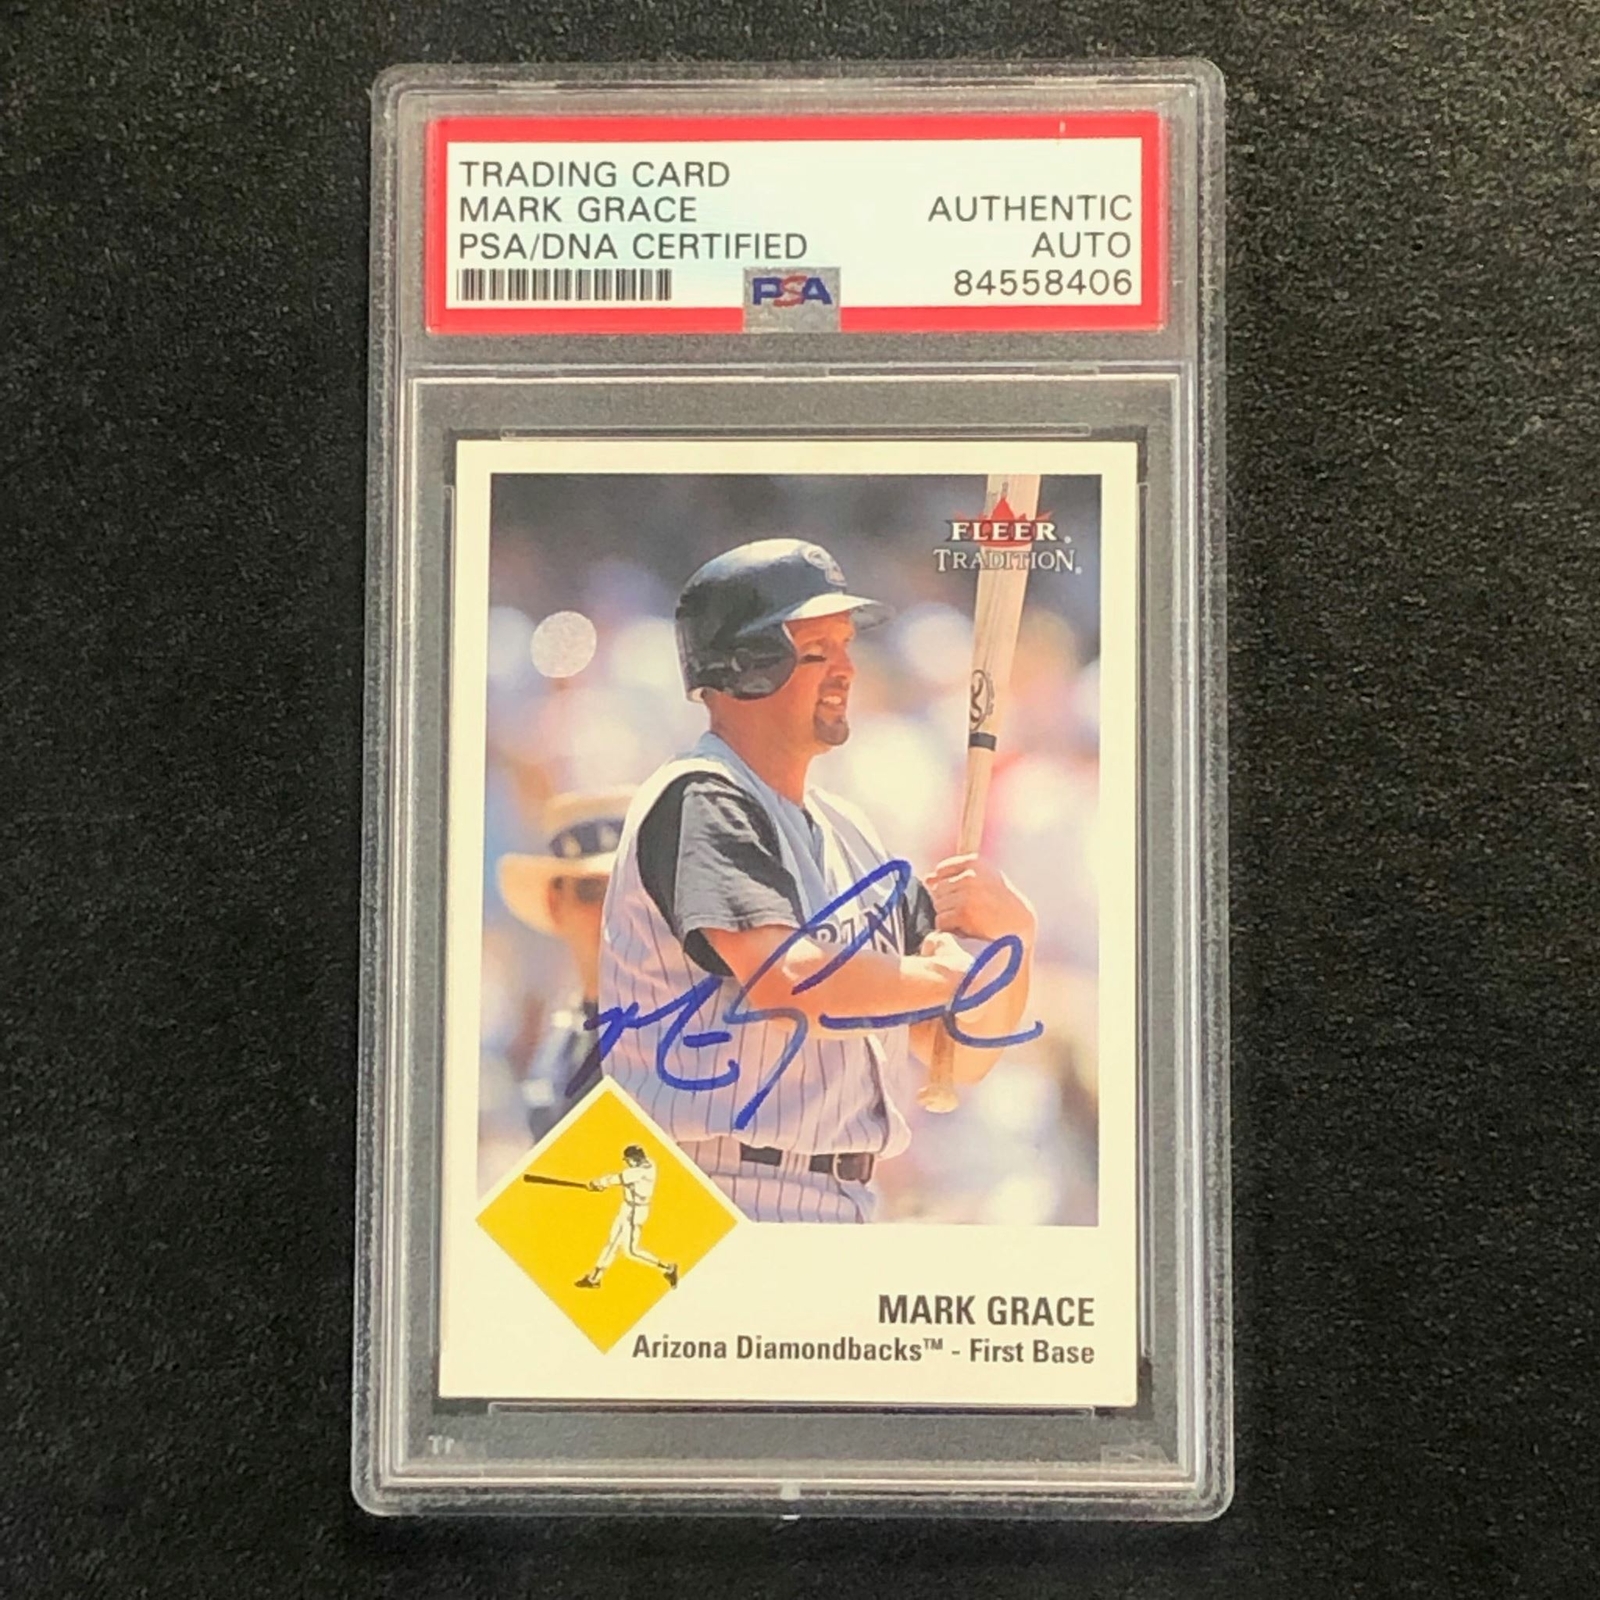 TRADING CARD
MARK GRACE
PSA/DNA CERTIFIED
AUTHENTIC
AUTO
84558406
PSA
FLEER®
TRADITION®
MARK GRACE
Arizona Diamondbacks™ - First Base